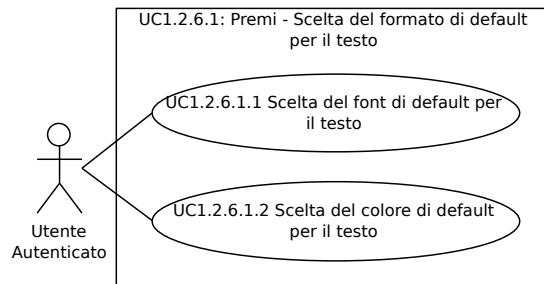 UC1.2.6.1: Premi - Scelta del formato di default
per il testo
UC1.2.6.1.1 Scelta del font di default per
il testo
UC1.2.6.1.2 Scelta del colore di default
per il testo
Utente
Autenticato